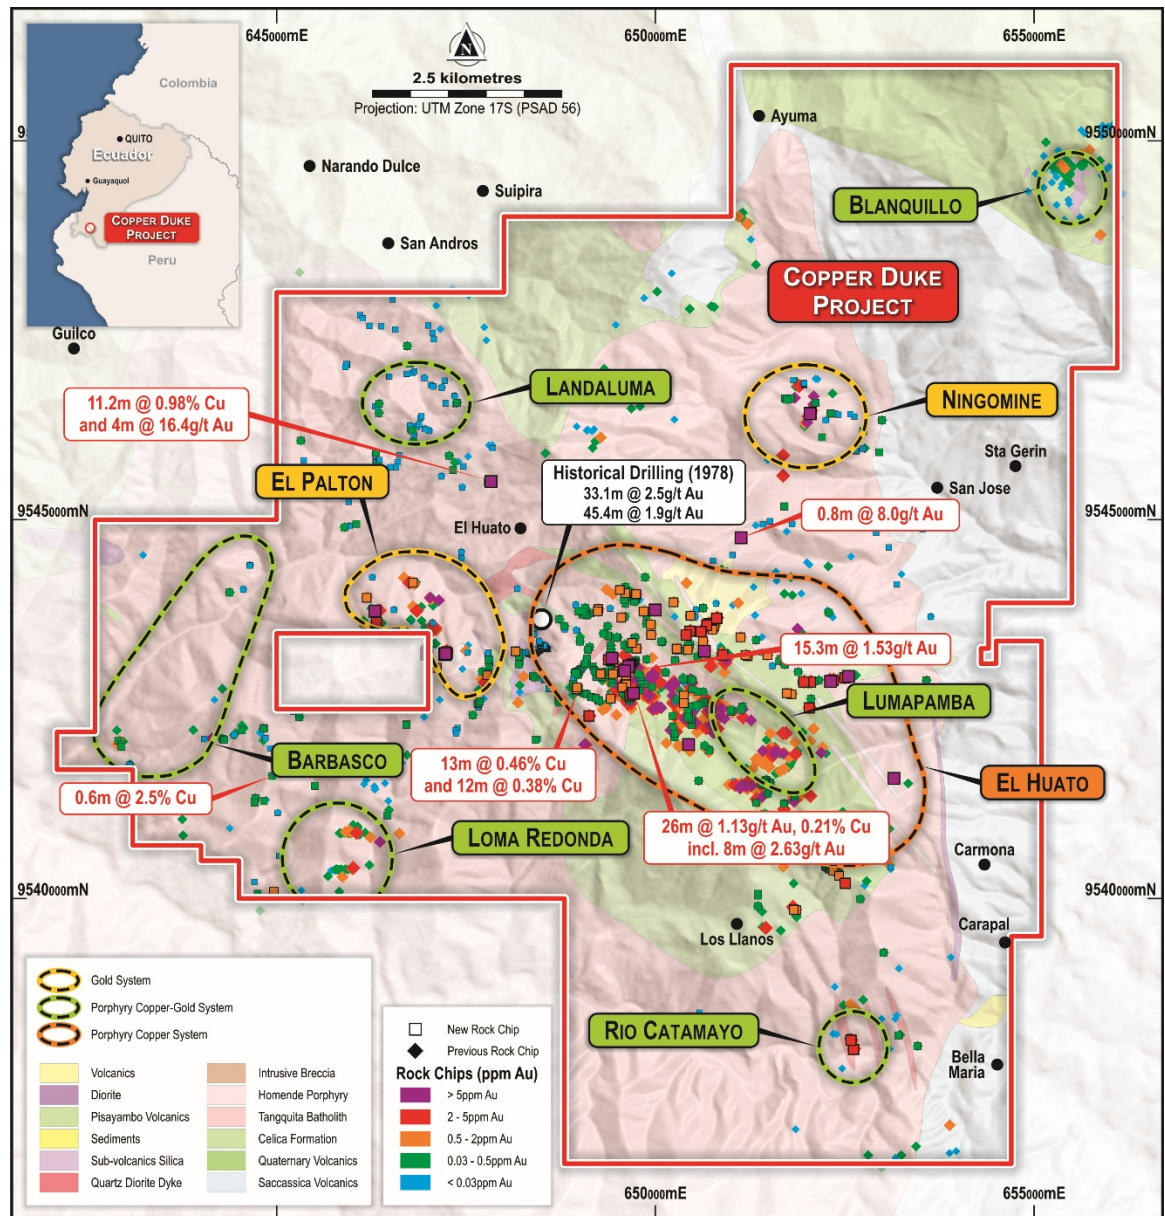 645000mE
650000mE
655000mE
N
2.5 kilometres
Projection: UTM Zone 17S (PSAD 56)
Colombia
QUITO
Ecuador
Guayaquol
COPPER DUKE
PROJECT
Peru
9
9550000mN
Ayuma
Narando Dulce
Suipira
BLANQUILLO
San Andros
COPPER DUKE
PROJECT
Guilco
LANDALUMA
NINGOMINE
11.2m @ 0.98% Cu
and 4m @ 16.4g/t Au
Sta Gerin
EL PALTON
Historical Drilling (1978)
33.1m @ 2.5g/t Au
45.4m @ 1.9g/t Au
San Jose
9545000mN
El Huato
0.8m @ 8.0g/t Au
9545000mN
15.3m @ 1.53g/t Au
LUMAPAMBA
BARBASCO
13m @ 0.46% Cu
and 12m @ 0.38% Cu
EL HUATO
0.6m @ 2.5% Cu
26m @ 1.13g/t Au, 0.21% Cu
incl. 8m @ 2.63g/t Au
LOMA REDONDA
Carmona
9540000mN
9540000mN
Los Llanos
Carapal
Gold System
Porphyry Copper-Gold System
Porphyry Copper System
Volcanics
Diorite
Pisayambo Volcanics
Sediments
Sub-volcanics Silica
Quartz Diorite Dyke
Intrusive Breccia
Homende Porphyry
Tangquita Batholith
Celica Formation
Quaternary Volcanics
Saccassica Volcanics
New Rock Chip
Previous Rock Chip
Rock Chips (ppm Au)
> 5ppm Au
2 - 5ppm Au
0.5 - 2ppm Au
0.03 - 0.5ppm Au
< 0.03ppm Au
RIO CATAMAYO
Bella
Maria
650000mE
655000mE